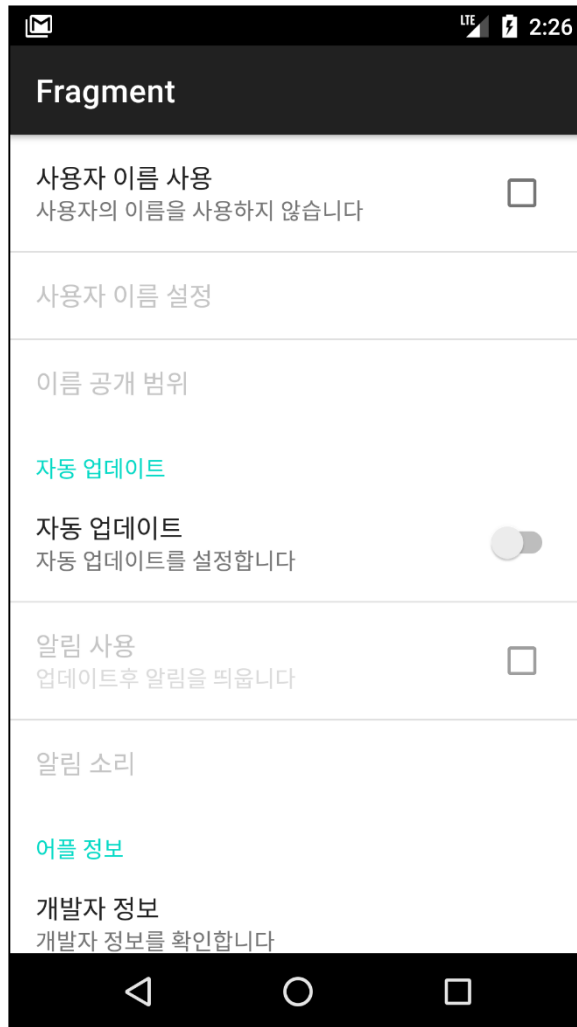 LTE 2:26
Fragment
사용자 이름 사용
사용자의 이름을 사용하지 않습니다
사용자 이름 설정
이름 공개 범위
자동 업데이트
자동 업데이트
자동 업데이트를 설정합니다
알림 사용
업데이트후 알림을 띄웁니다
알림 소리
어플 정보
개발자 정보
개발자 정보를 확인합니다